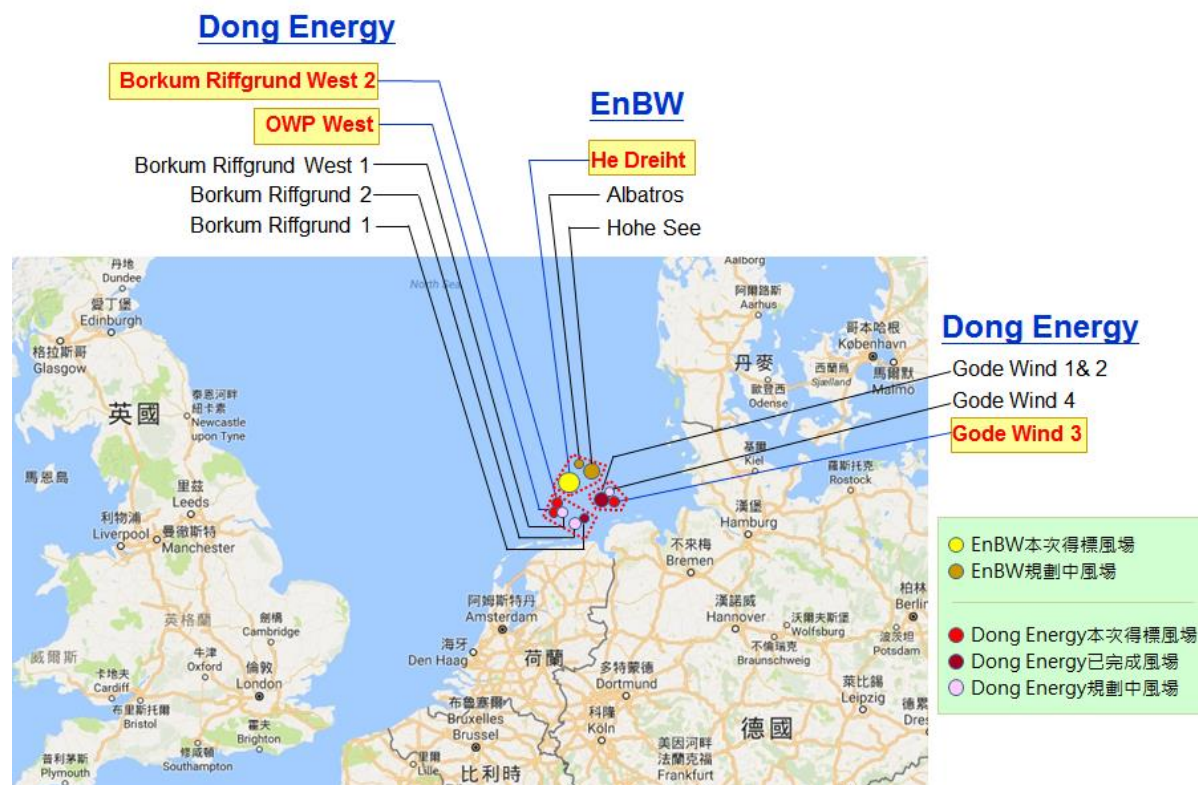 Dong Energy
Borkum Riffgrund West 2
OWP West
Borkum Riffgrund West 1
Borkum Riffgrund 2
Borkum Riffgrund 1
EnBW
He Dreiht
Albatros
Hohe See
Dong Energy
Gode Wind 1& 2
Gode Wind 4
Gode Wind 3
EnBW本次得標風場
EnBW規劃中風場
Dong Energy本次得標風場
Dong Energy已完成風場
Dong Energy規劃中風場
North Sea
丹地
Dundee
愛丁堡
Edinburgh
格拉斯哥
Glasgow
泰恩河畔
紐卡素
Newcastle
upon Tyne
英國
馬恩島
里茲
Leeds
利物浦
Liverpool
曼徹斯特
Manchester
英格蘭
劍橋
Cambridge
威爾斯
牛津
Oxford
倫敦
London
卡地夫
Cardiff
布里斯托爾
Bristol
霍夫
Brighton
修咸頓
Southampton
普利茅斯
Plymouth
Aalborg
阿爾路斯
Aarhus
哥本哈根
København
丹麥
西蘭島
Sjælland
馬爾默
Malmö
歐登西
Odense
基爾
Kiel
羅斯托克
Rostock
漢堡
Hamburg
不來梅
Bremen
柏林
Berlin
阿姆斯特丹
Amsterdam
漢諾威
Hannover
沃爾夫斯堡
Wolfsburg
波茨坦
Potsdam
海牙
Den Haag
荷蘭
不倫瑞克
Braunschweig
多特蒙德
Dortmund
萊比錫
Leipzig
布魯塞爾
Bruxelles
Brussel
科隆
Köln
德國
德累
Dres
里爾
Lille
比利時
美因河畔
法蘭克福
Frankfurt